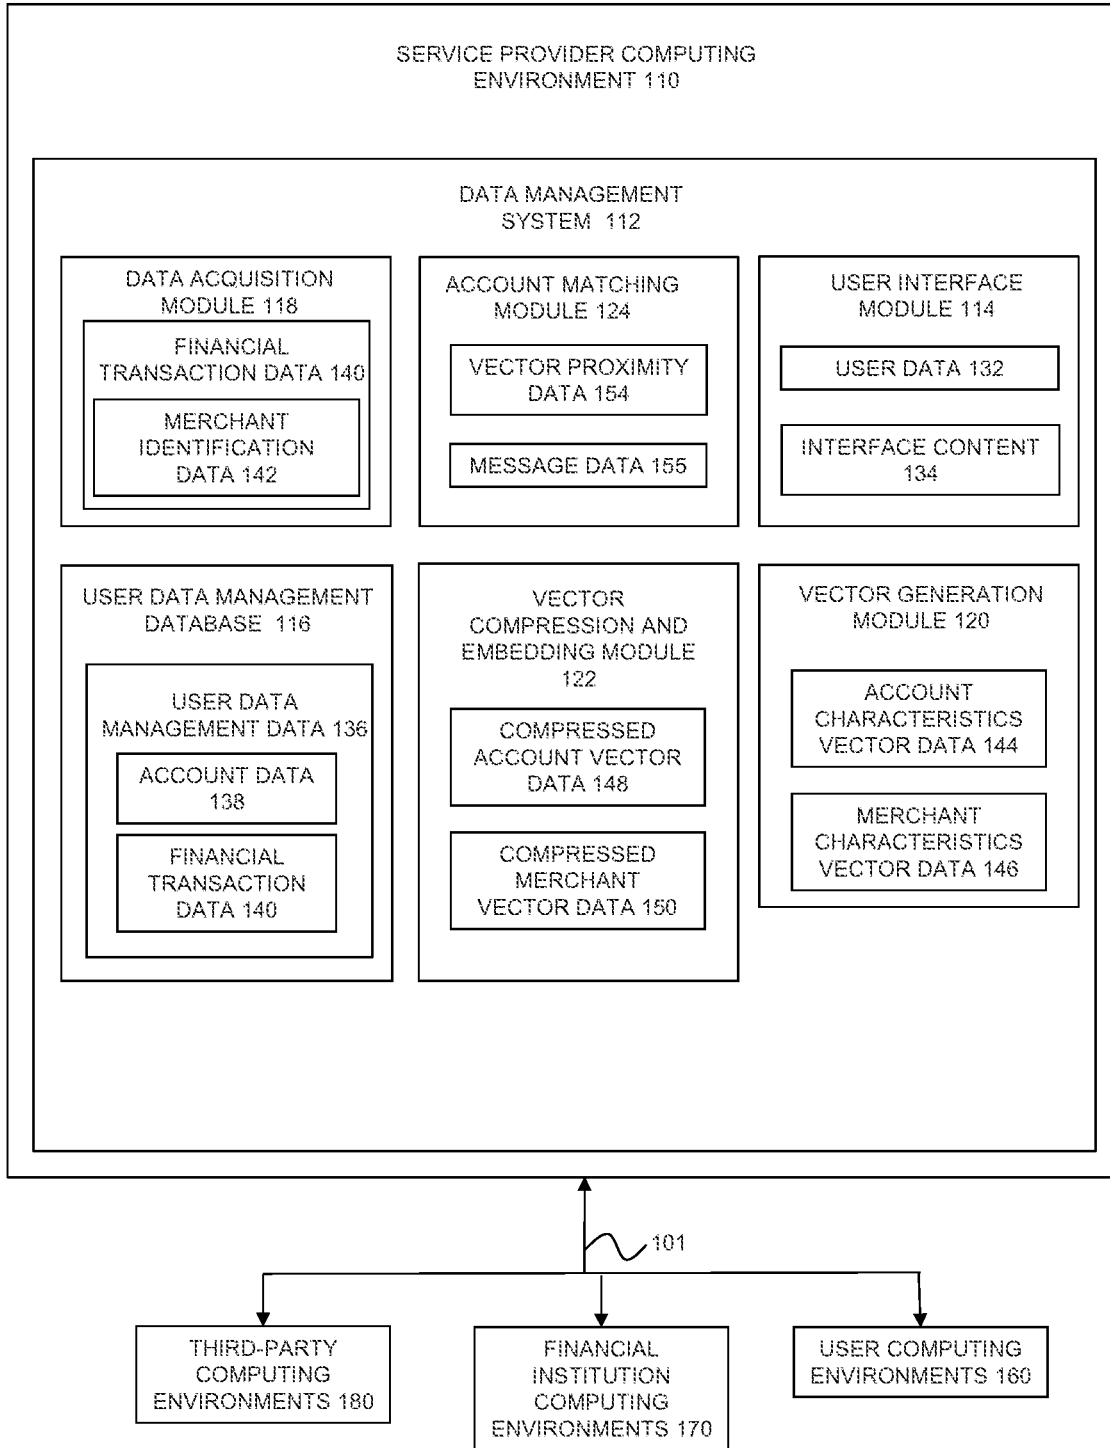 SERVICE PROVIDER COMPUTING
ENVIRONMENT 110
DATA MANAGEMENT
SYSTEM 112
DATA ACQUISITION
MODULE 118
FINANCIAL
TRANSACTION DATA 140
MERCHANT
IDENTIFICATION
DATA 142
ACCOUNT MATCHING
MODULE 124
VECTOR PROXIMITY
DATA 154
MESSAGE DATA 155
USER INTERFACE
MODULE 114
USER DATA 132
INTERFACE CONTENT
134
USER DATA MANAGEMENT
DATABASE 116
USER DATA
MANAGEMENT DATA 136
ACCOUNT DATA
138
FINANCIAL
TRANSACTION
DATA 140
VECTOR
COMPRESSION AND
EMBEDDING MODULE
122
COMPRESSED
ACCOUNT VECTOR
DATA 148
COMPRESSED
MERCHANT
VECTOR DATA 150
VECTOR GENERATION
MODULE 120
ACCOUNT
CHARACTERISTICS
VECTOR DATA 144
MERCHANT
CHARACTERISTICS
VECTOR DATA 146
101
THIRD-PARTY
COMPUTING
ENVIRONMENTS 180
FINANCIAL
INSTITUTION
COMPUTING
ENVIRONMENTS 170
USER COMPUTING
ENVIRONMENTS 160